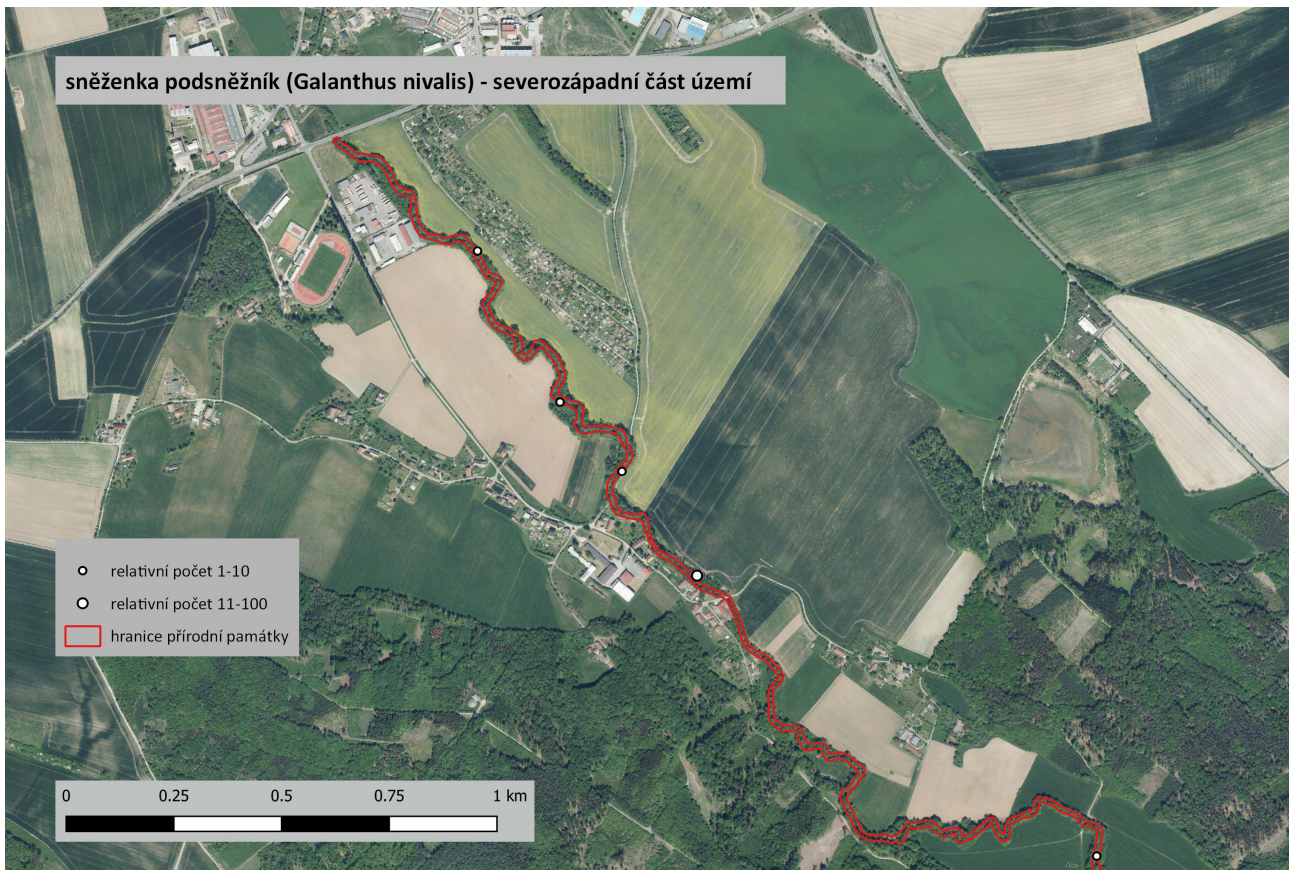 sněženka podsněžník (Galanthus nivalis) - severozápadní část území
relativní počet 1-10
relativní počet 11-100
hranice přírodní památky
0 0.25 0.5 0.75 1 km